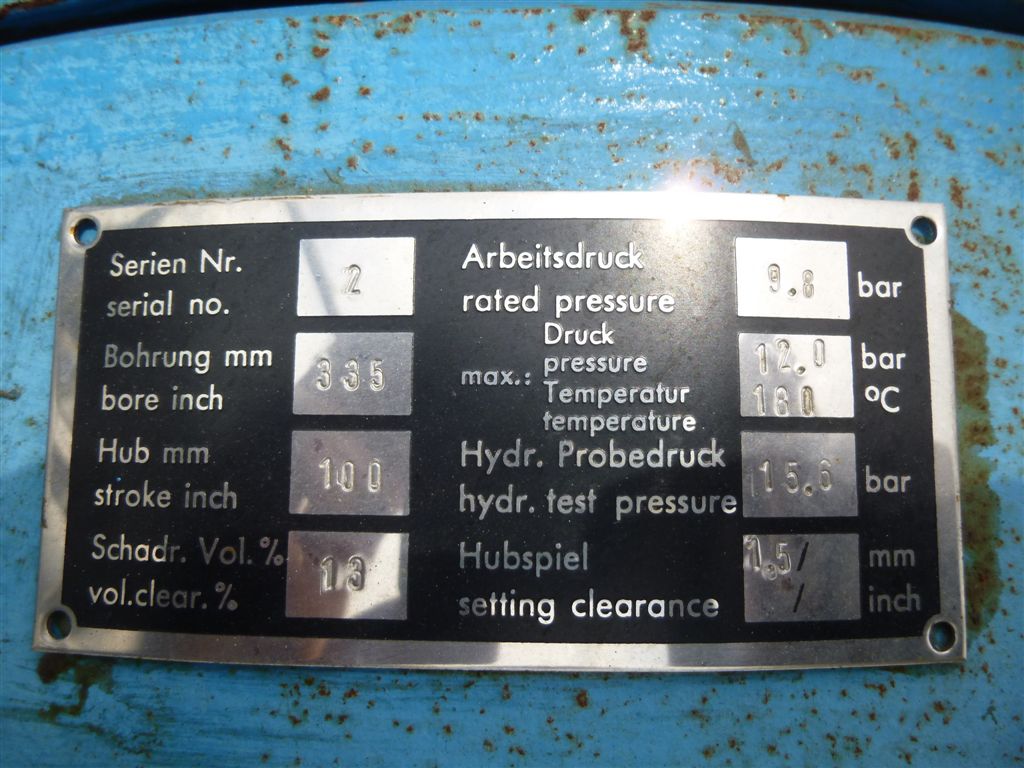 Serien Nr.
serial no. 2
Bohrung mm
bore inch 335
Hub mm
stroke inch 100
Schadr. Vol. %
vol.clear. % 13
Arbeitsdruck
rated pressure 9.8 bar
max.: Druck
pressure 12.0 bar
Temperatur 160 °C
temperature
Hydr. Probedruck
hydr. test pressure 15.6 bar
Hubspiel 1,5/ mm
setting clearance / inch